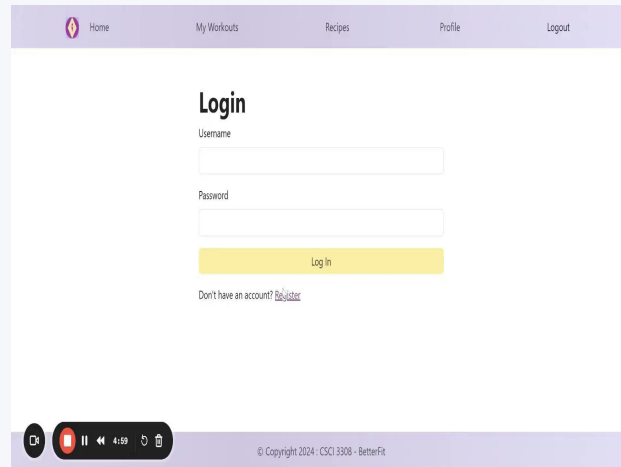 Home My Workouts Recipes Profile Logout
Login
Username
Password
Log In
Don't have an account? Register
4:59
© Copyright 2024 : CSCI 3308 - BetterFit